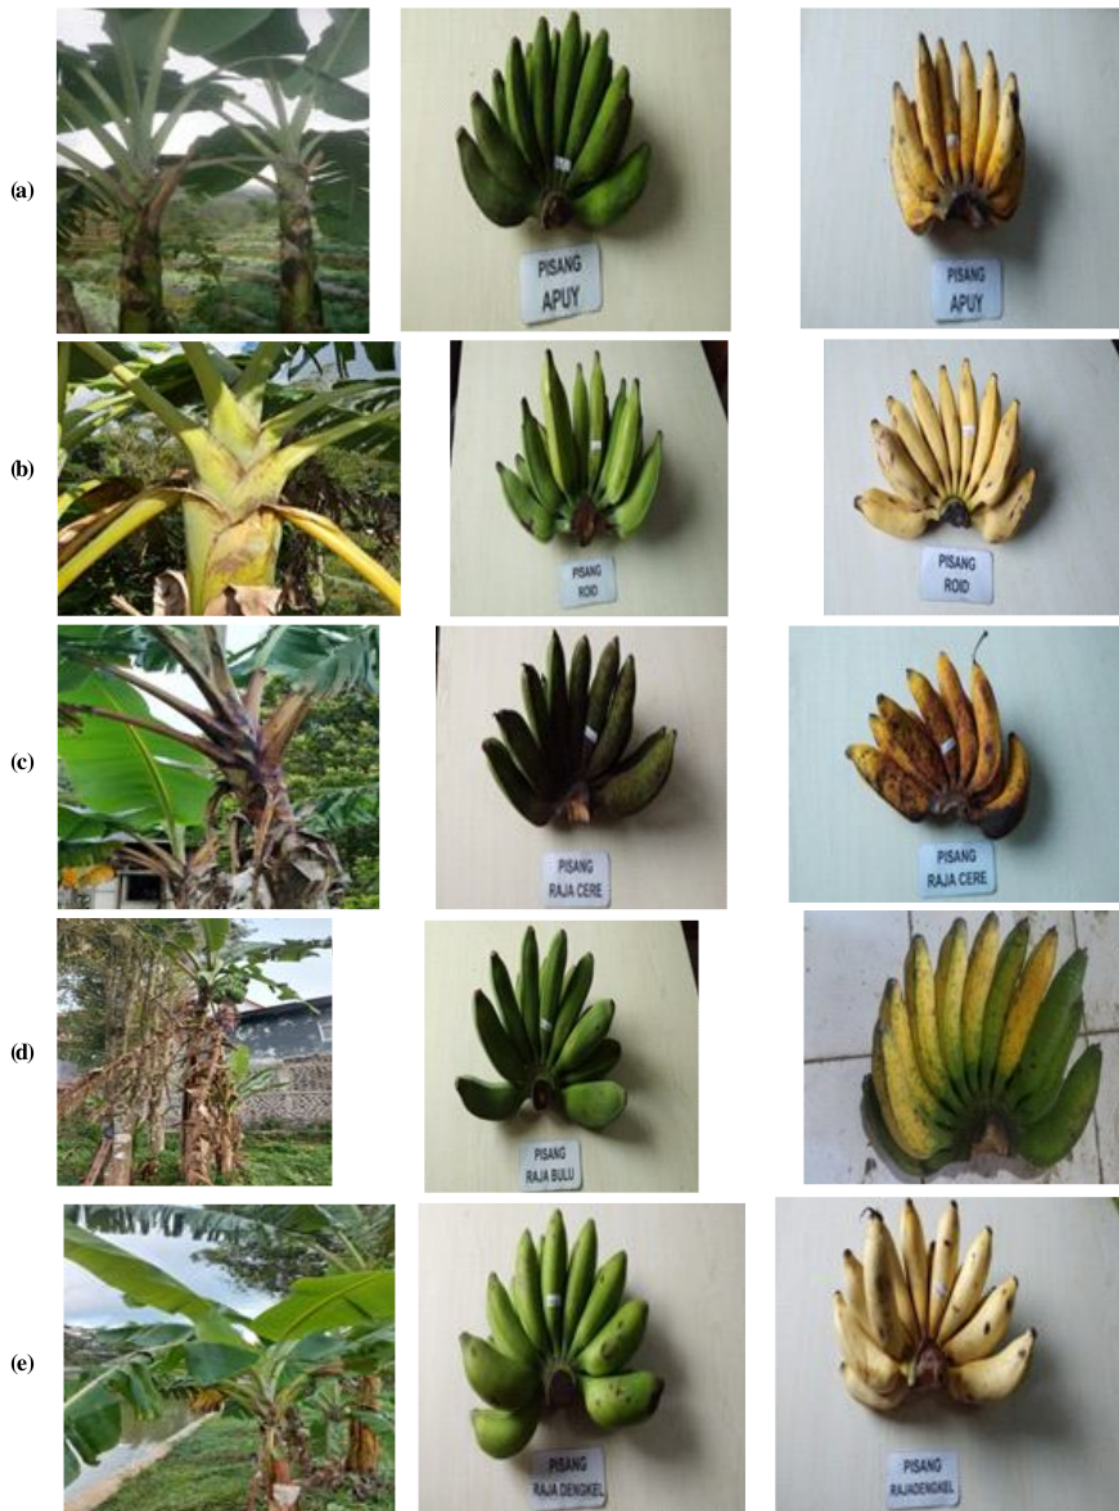 (a)
PISANG
APUY
PISANG
APUY
(b)
PISANG
ROID
PISANG
ROID
(c)
PISANG
RAJA CERE
PISANG
RAJA CERE
(d)
PISANG
RAJA BULU
(e)
PISANG
RAJA DENGKEL
PISANG
RAJADENGKEL